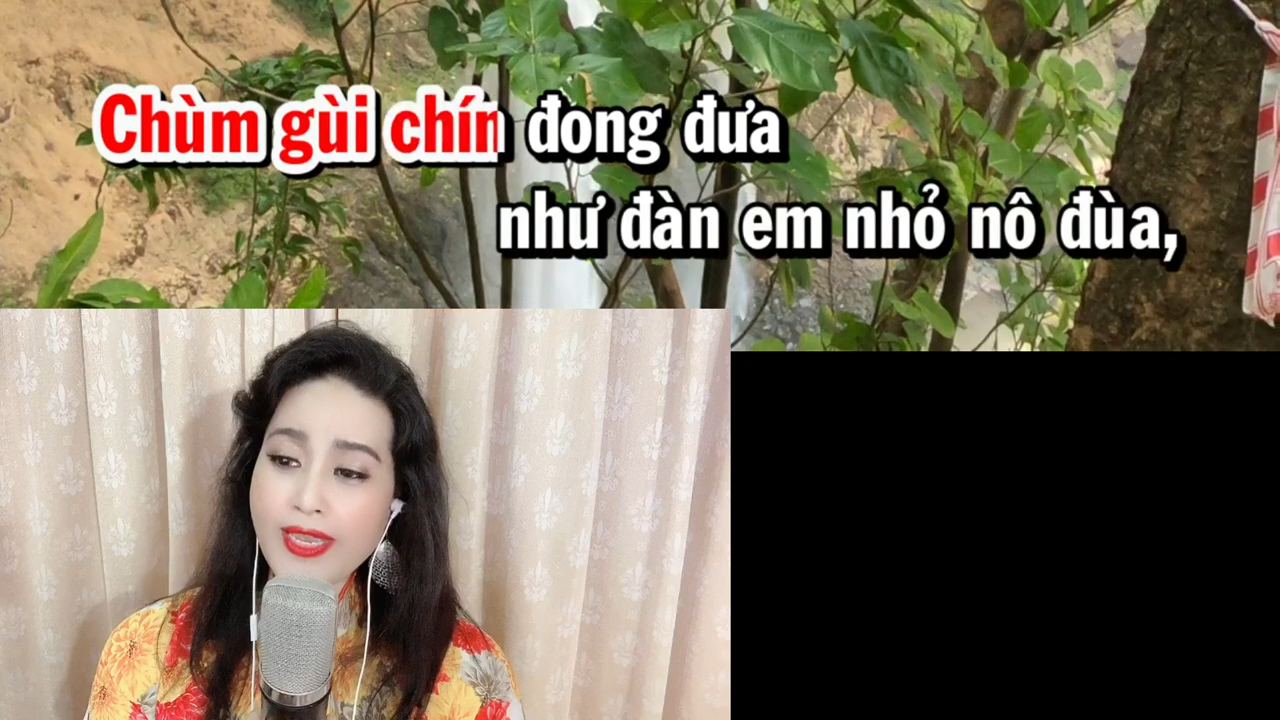 Chùm gùi chín đong đưa
như đàn em nhỏ nô đùa,